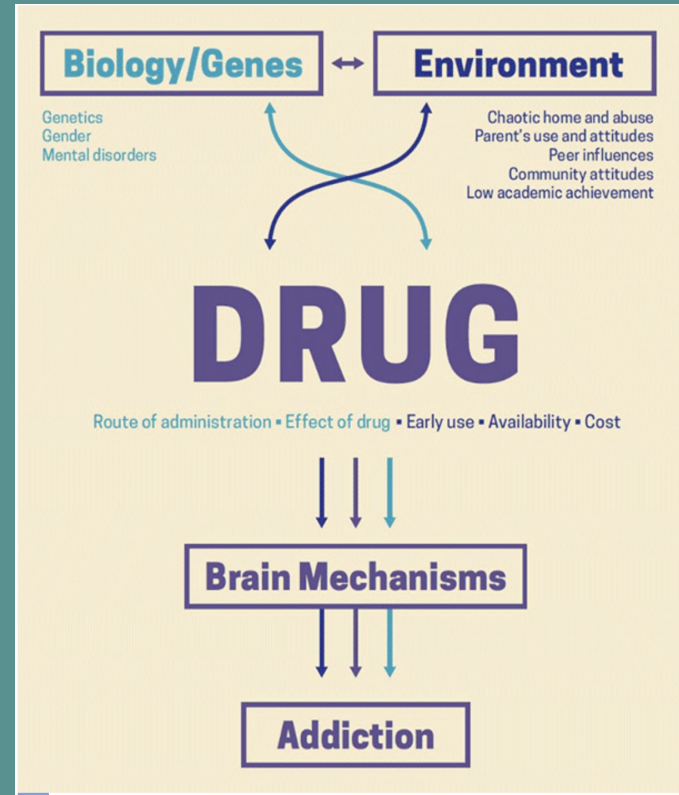 Biology/Genes
Environment
Genetics
Gender
Mental disorders
Chaotic home and abuse
Parent's use and attitudes
Peer influences
Community attitudes
Low academic achievement
DRUG
Route of administration ▪ Effect of drug ▪ Early use ▪ Availability ▪ Cost
Brain Mechanisms
Addiction